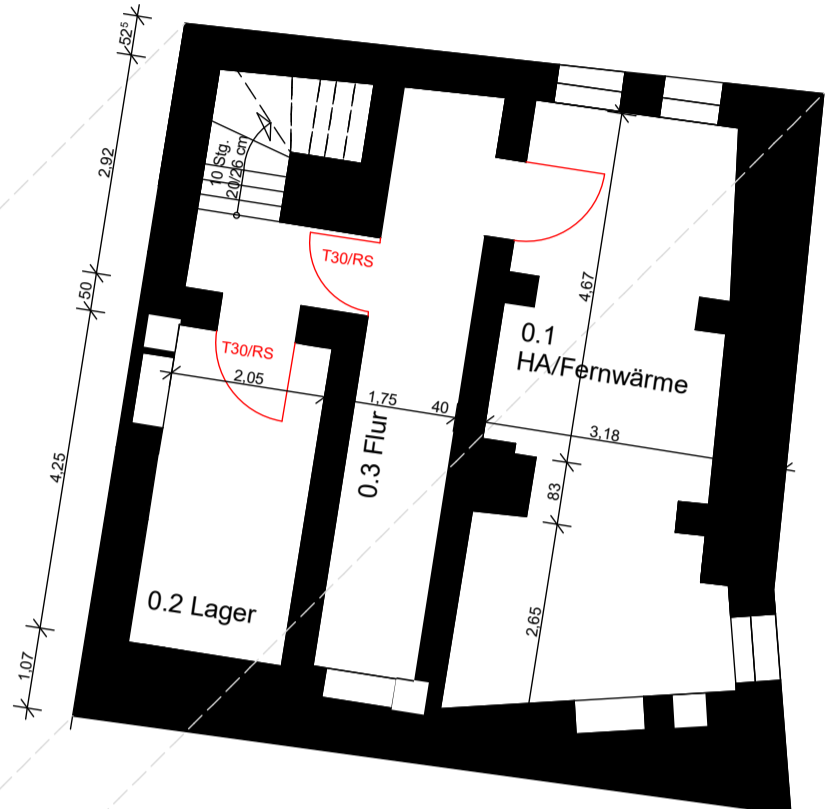 52⁵
2,92
10 Stg.
20/26 cm
T30/RS
50
4,67
0.1
HA/Fernwärme
T30/RS
2,05
1,75
40
3,18
0.3 Flur
4,25
83
0.2 Lager
2,65
1,07